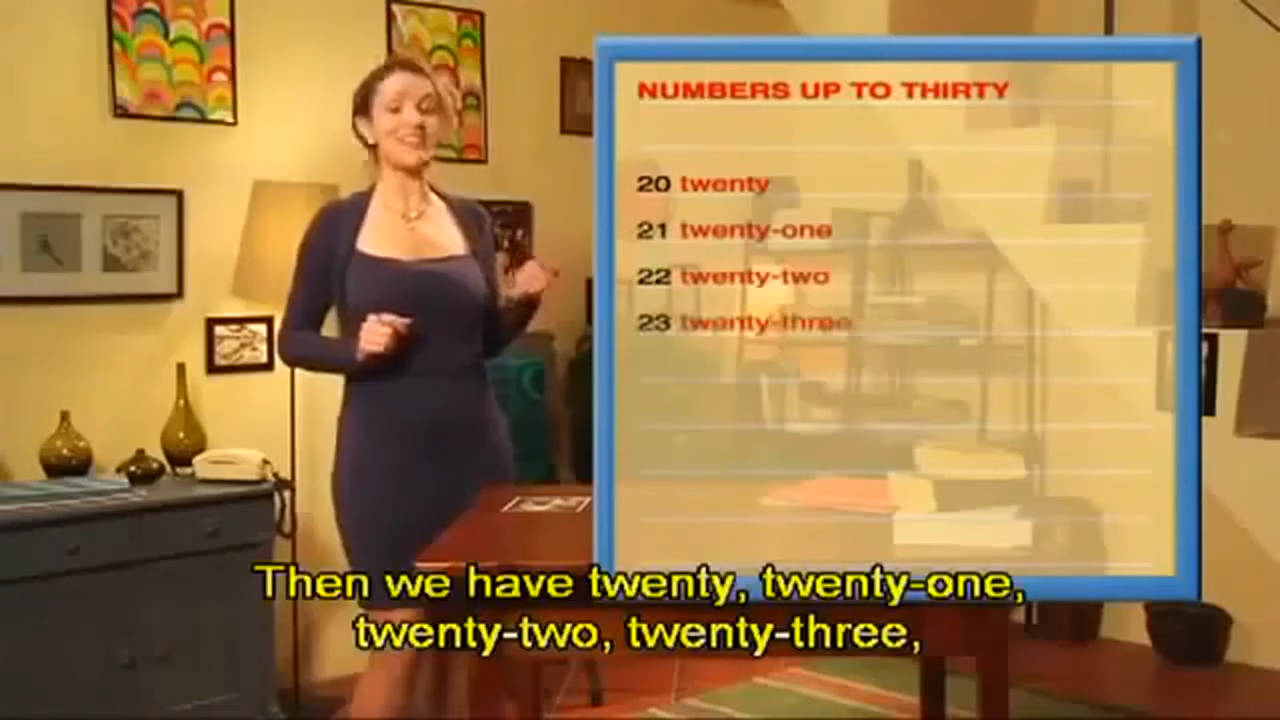 NUMBERS UP TO THIRTY
20 twenty
21 twenty-one
22 twenty-two
23 twenty-three
Then we have twenty, twenty-one,
twenty-two, twenty-three,